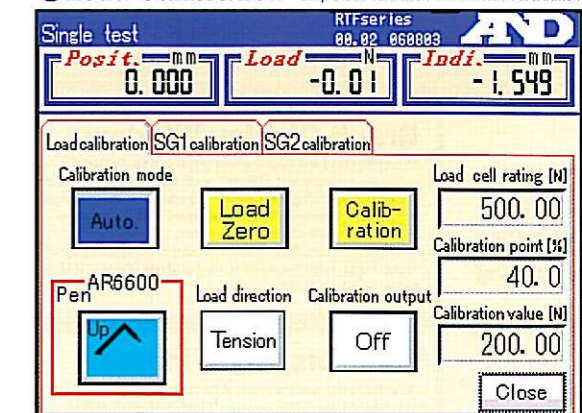 Single test
RTFseries
00.02 060803
AND
Posit. mm
Load N
Indi. mm
0.000
-0.01
-1.549
Load calibration
SG1 calibration
SG2 calibration
Calibration mode
Auto.
Load
Zero
Calib-
ration
Load cell rating [N]
500.00
Calibration point [%]
40.0
Calibration value [N]
200.00
AR6600
Pen
Up
Load direction
Tension
Calibration output
Off
Close